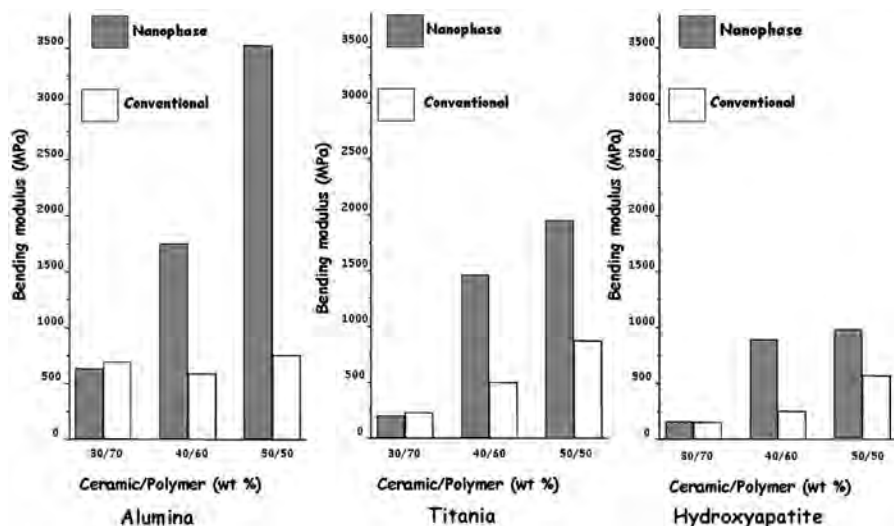 Nanophase
Conventional
Bending modulus (MPa)
3500
3000
2500
2000
1500
1000
500
0
30/70 40/60 50/50
Ceramic/Polymer (wt %)
Alumina
Nanophase
Conventional
Bending modulus (MPa)
3500
3000
2500
2000
1500
1000
500
0
30/70 40/60 50/50
Ceramic/Polymer (wt %)
Titania
Nanophase
Conventional
Bending modulus (MPa)
3500
3000
2500
2000
1500
1000
500
0
30/70 40/60 50/50
Ceramic/Polymer (wt %)
Hydroxyapatite